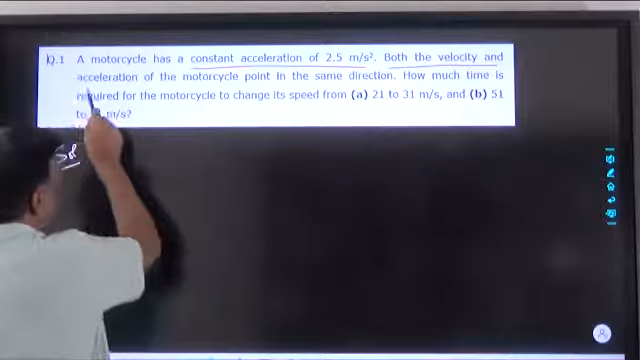 Q.1 A motorcycle has a constant acceleration of 2.5 m/s². Both the velocity and
acceleration of the motorcycle point in the same direction. How much time is
required for the motorcycle to change its speed from (a) 21 to 31 m/s, and (b) 51
to m/s?
Sol